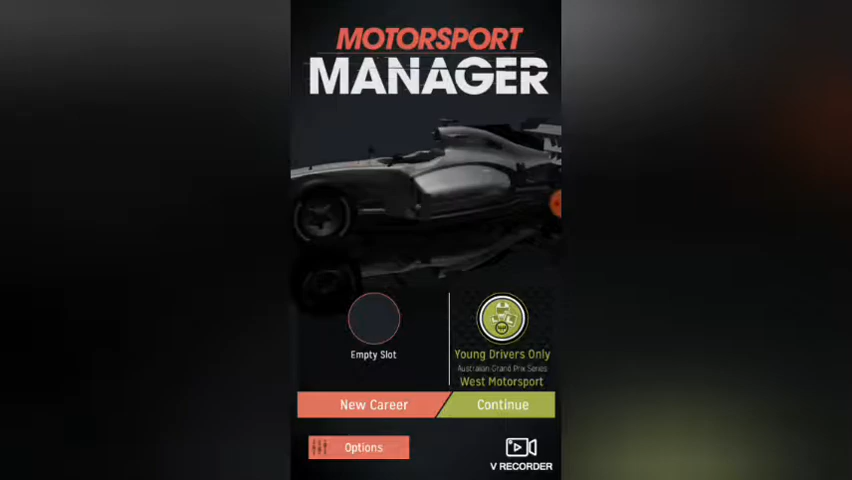 MOTORSPORT
MANAGER
Empty Slot
Young Drivers Only
Australian Grand Prix Series
West Motorsport
New Career
Continue
Options
V RECORDER